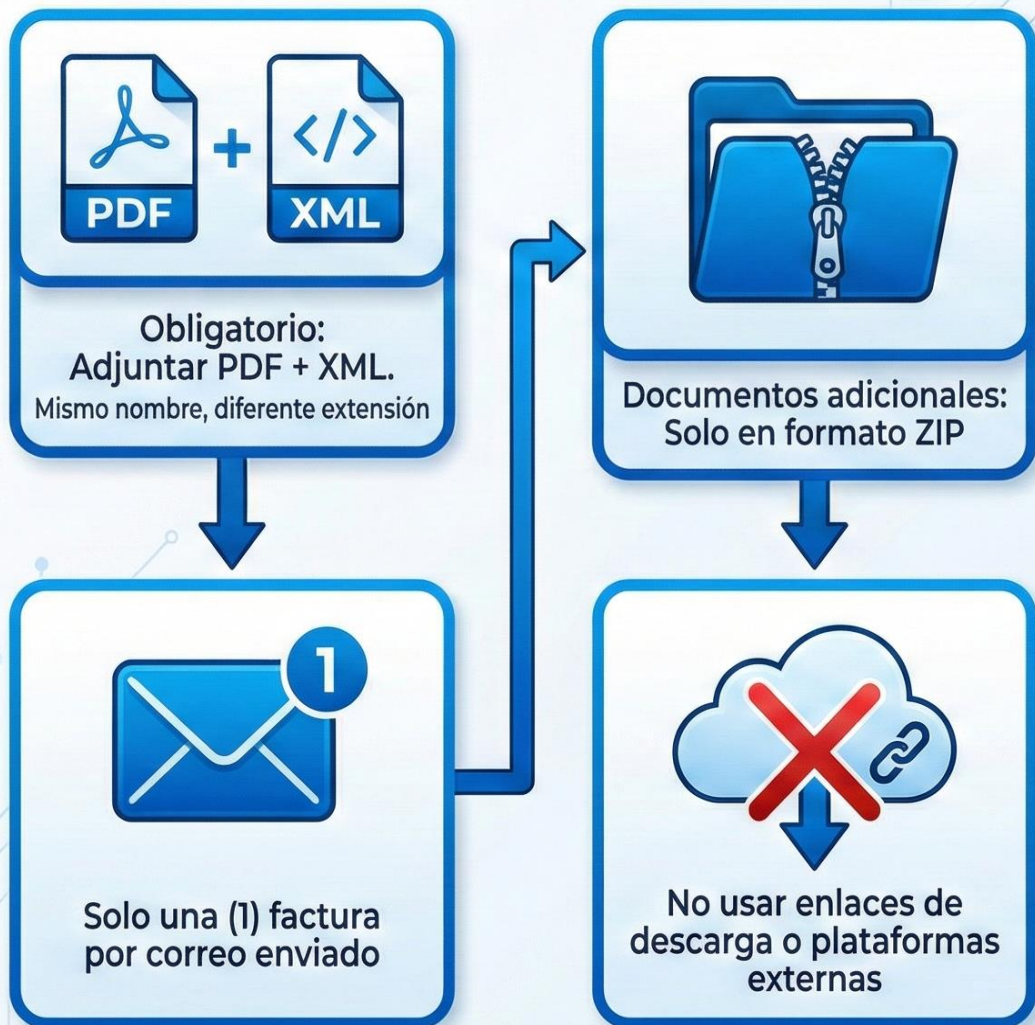 PDF
+
XML
Obligatorio:
Adjuntar PDF + XML.
Mismo nombre, diferente extensión
1
Solo una (1) factura
por correo enviado
Documentos adicionales:
Solo en formato ZIP
No usar enlaces de
descarga o plataformas
externas